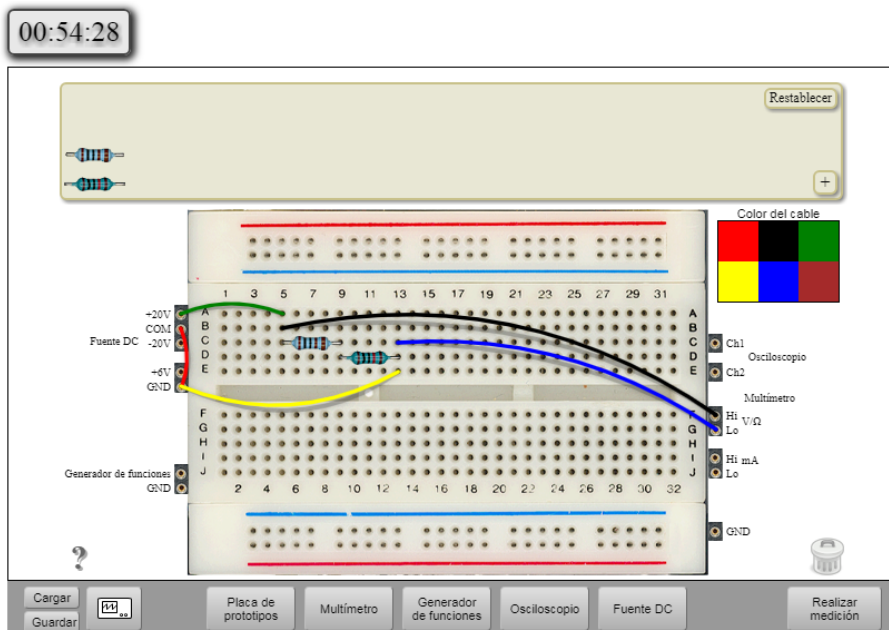 00:54:28
Restablecer
+
Color del cable
1 3 5 7 9 11 13 15 17 19 21 23 25 27 29 31
+20V
COM
Fuente DC -20V
+6V
GND
A
B
C
D
E
A
B
C
D
E
Ch1
Osciloscopio
Ch2
Multímetro
Hi
V/Ω
Lo
Hi mA
Lo
F
G
H
I
J
F
G
H
I
J
Generador de funciones
GND
2 4 6 8 10 12 14 16 18 20 22 24 26 28 30 32
GND
?
Cargar
Guardar
Placa de
prototipos
Multímetro
Generador
de funciones
Osciloscopio
Fuente DC
Realizar
medición